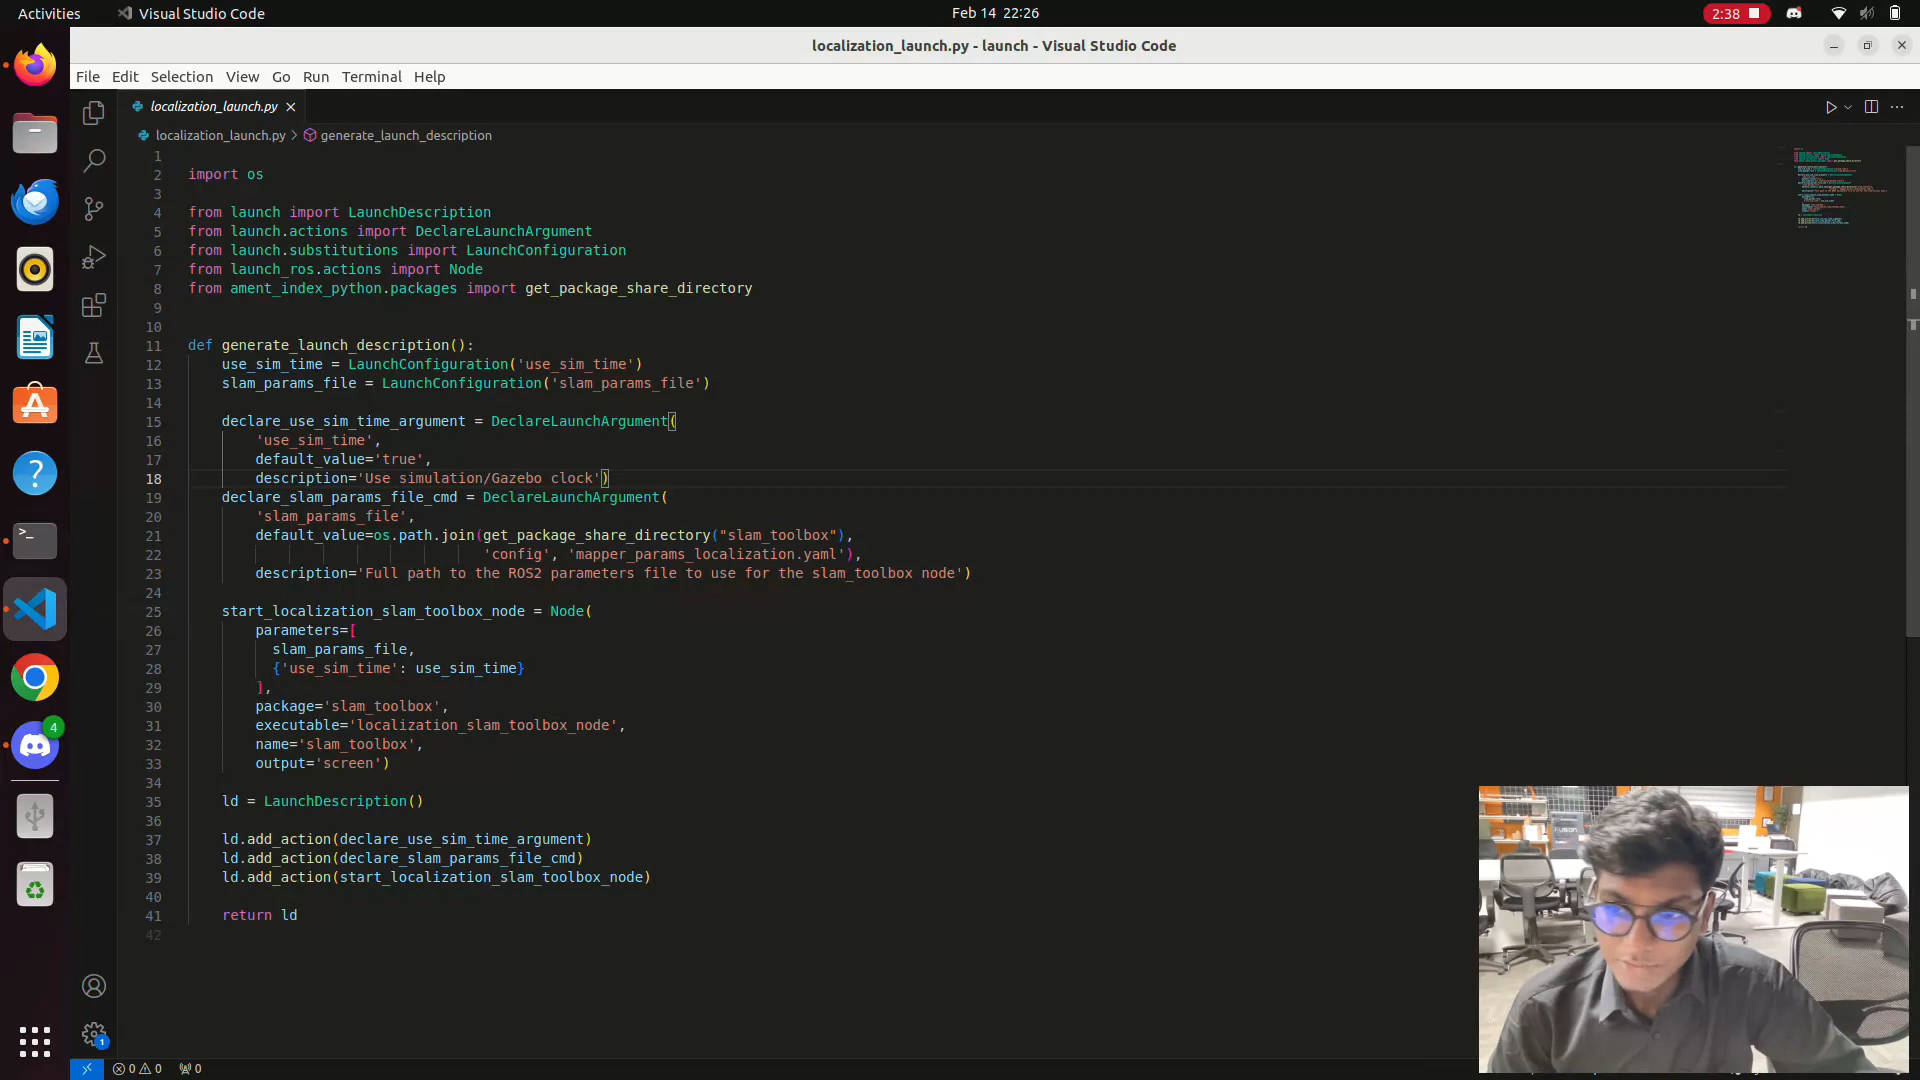 Activities Visual Studio Code Feb 14 22:26 2:38
localization_launch.py - launch - Visual Studio Code
File Edit Selection View Go Run Terminal Help
localization_launch.py
localization_launch.py > generate_launch_description
1
2 import os
3
4 from launch import LaunchDescription
5 from launch.actions import DeclareLaunchArgument
6 from launch.substitutions import LaunchConfiguration
7 from launch_ros.actions import Node
8 from ament_index_python.packages import get_package_share_directory
9
10
11 def generate_launch_description():
12 use_sim_time = LaunchConfiguration('use_sim_time')
13 slam_params_file = LaunchConfiguration('slam_params_file')
14
15 declare_use_sim_time_argument = DeclareLaunchArgument(
16 'use_sim_time',
17 default_value='true',
18 description='Use simulation/Gazebo clock')
19 declare_slam_params_file_cmd = DeclareLaunchArgument(
20 'slam_params_file',
21 default_value=os.path.join(get_package_share_directory("slam_toolbox"),
22 'config', 'mapper_params_localization.yaml'),
23 description='Full path to the ROS2 parameters file to use for the slam_toolbox node')
24
25 start_localization_slam_toolbox_node = Node(
26 parameters=[
27 slam_params_file,
28 {'use_sim_time': use_sim_time}
29 ],
30 package='slam_toolbox',
31 executable='localization_slam_toolbox_node',
32 name='slam_toolbox',
33 output='screen')
34
35 ld = LaunchDescription()
36
37 ld.add_action(declare_use_sim_time_argument)
38 ld.add_action(declare_slam_params_file_cmd)
39 ld.add_action(start_localization_slam_toolbox_node)
40
41 return ld
42
4
1
0 0 0
FUSION